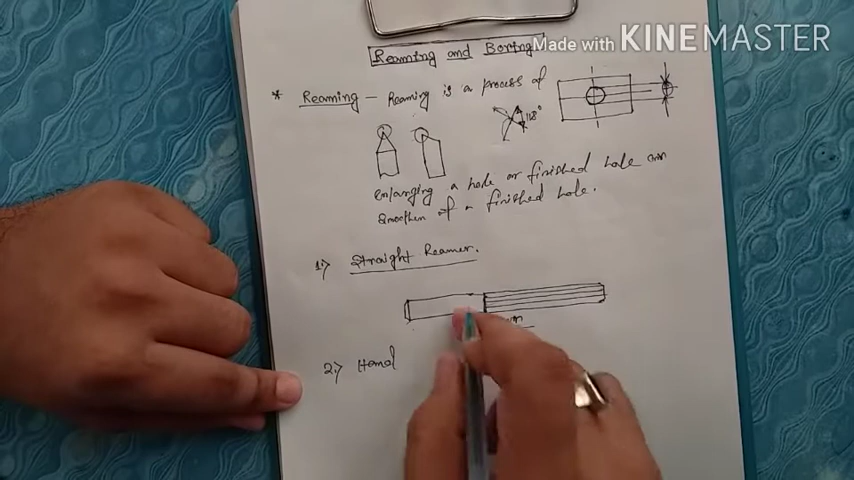 Made with KINEMASTER
Reaming and Boring
* Reaming - Reaming is a process of
118°
enlarging a hole or finished hole or
smoothen of a finished hole.
1) Straight Reamer.
2) Hand